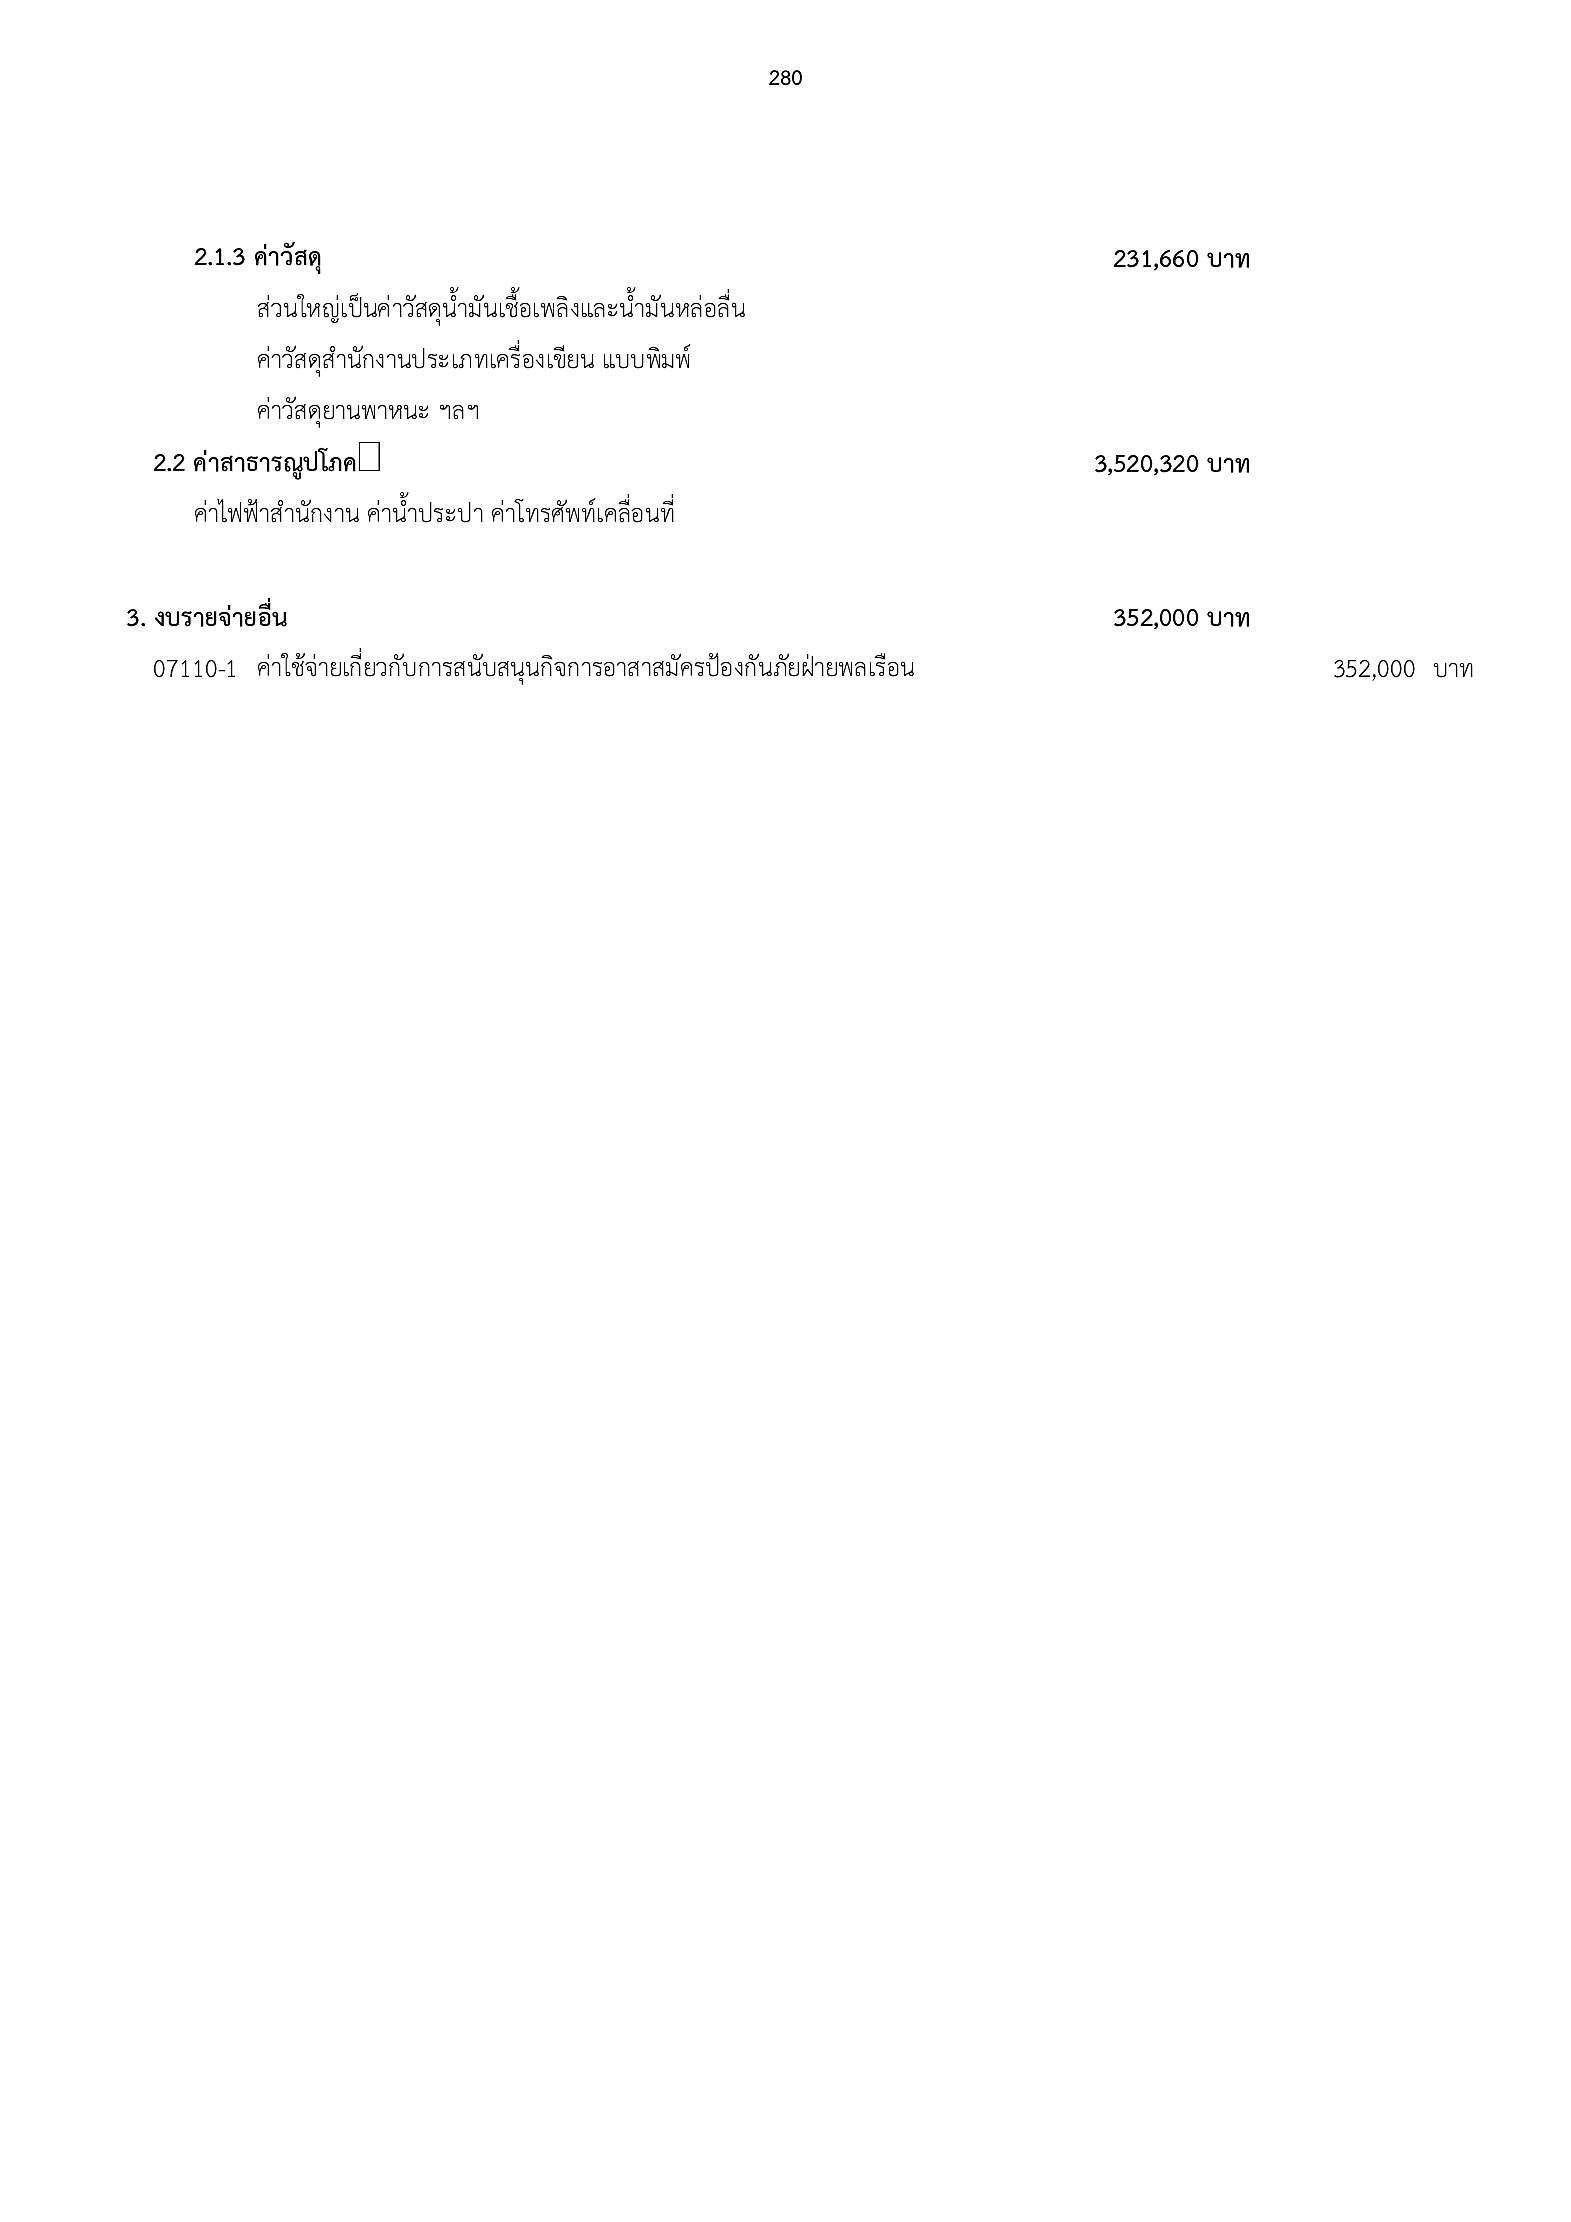 280
2.1.3 ค่าวัสดุ 231,660 บาท
ส่วนใหญ่เป็นค่าวัสดุน้ำมันเชื้อเพลิงและน้ำมันหล่อลื่น
ค่าวัสดุสำนักงานประเภทเครื่องเขียน แบบพิมพ์
ค่าวัสดุยานพาหนะ ฯลฯ
2.2 ค่าสาธารณูปโภค 3,520,320 บาท
ค่าไฟฟ้าสำนักงาน ค่าน้ำประปา ค่าโทรศัพท์เคลื่อนที่
3. งบรายจ่ายอื่น 352,000 บาท
07110-1 ค่าใช้จ่ายเกี่ยวกับการสนับสนุนกิจการอาสาสมัครป้องกันภัยฝ่ายพลเรือน 352,000 บาท